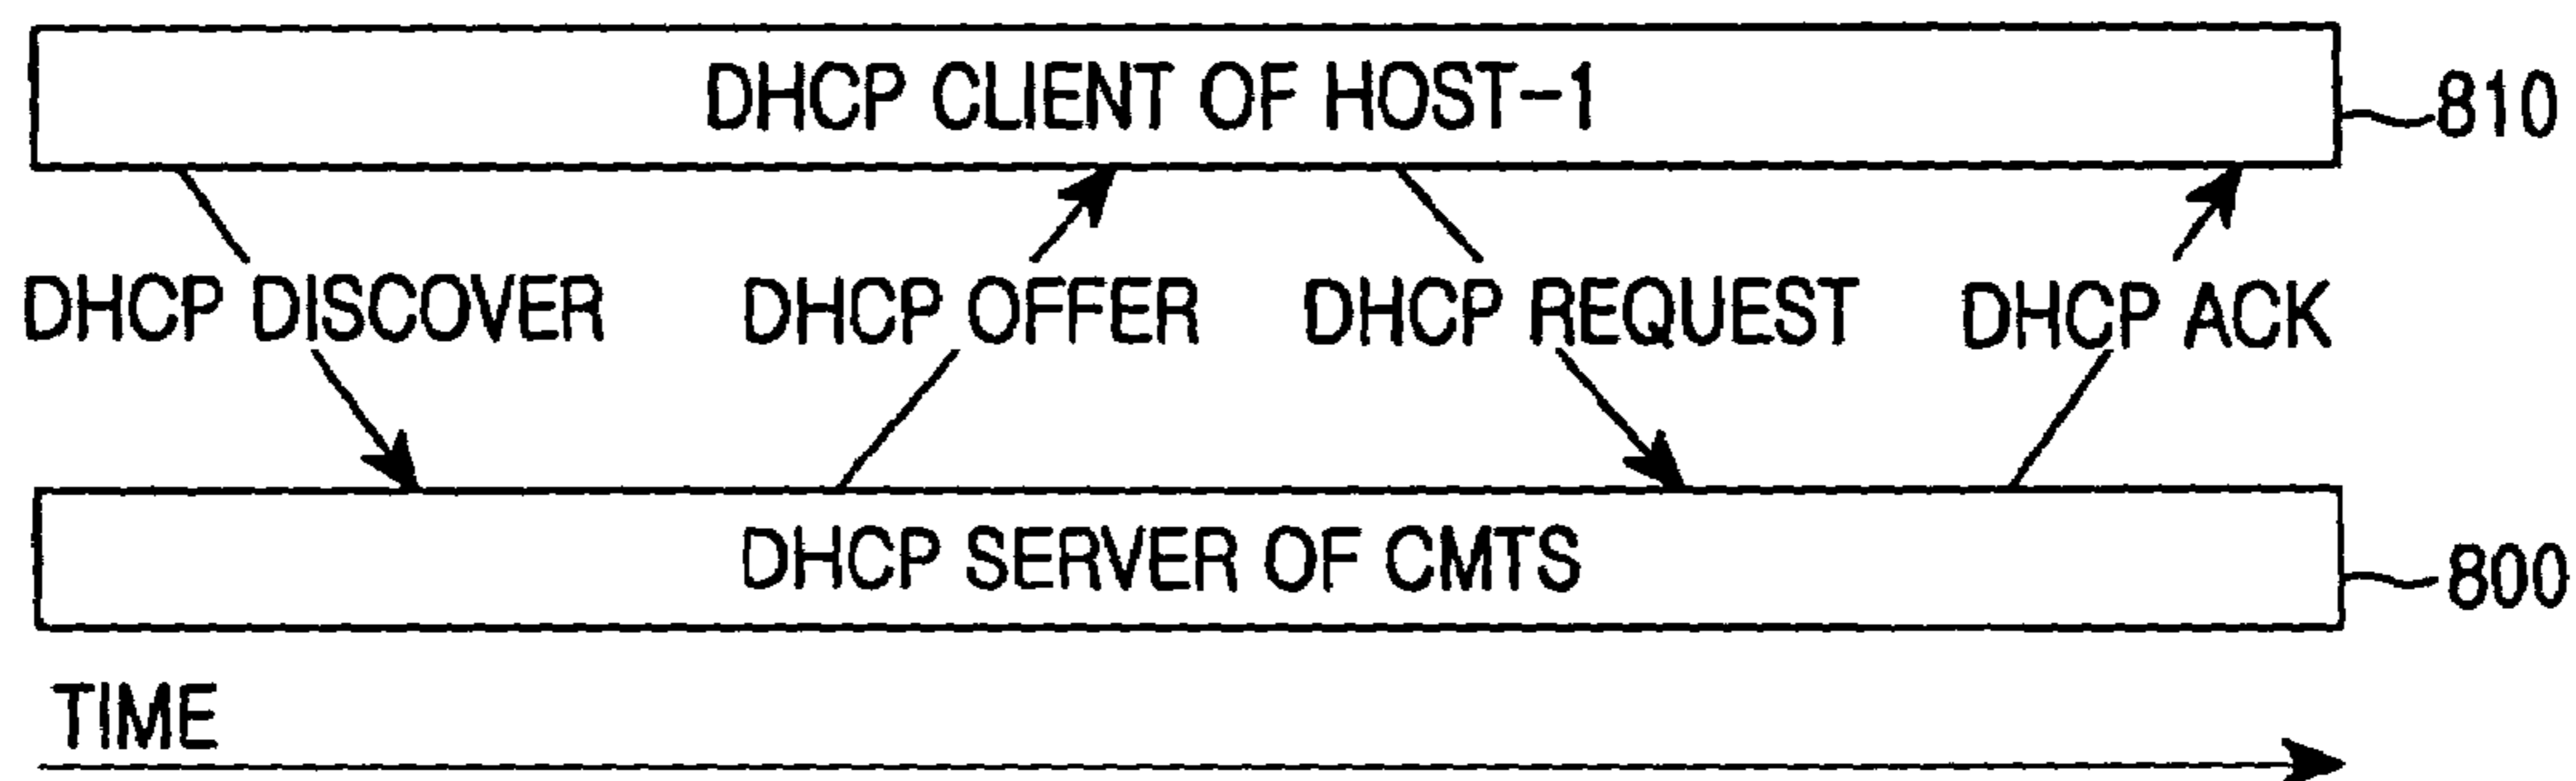 DHCP CLIENT OF HOST-1
810
DHCP DISCOVER
DHCP OFFER
DHCP REQUEST
DHCP ACK
DHCP SERVER OF CMTS
800
TIME